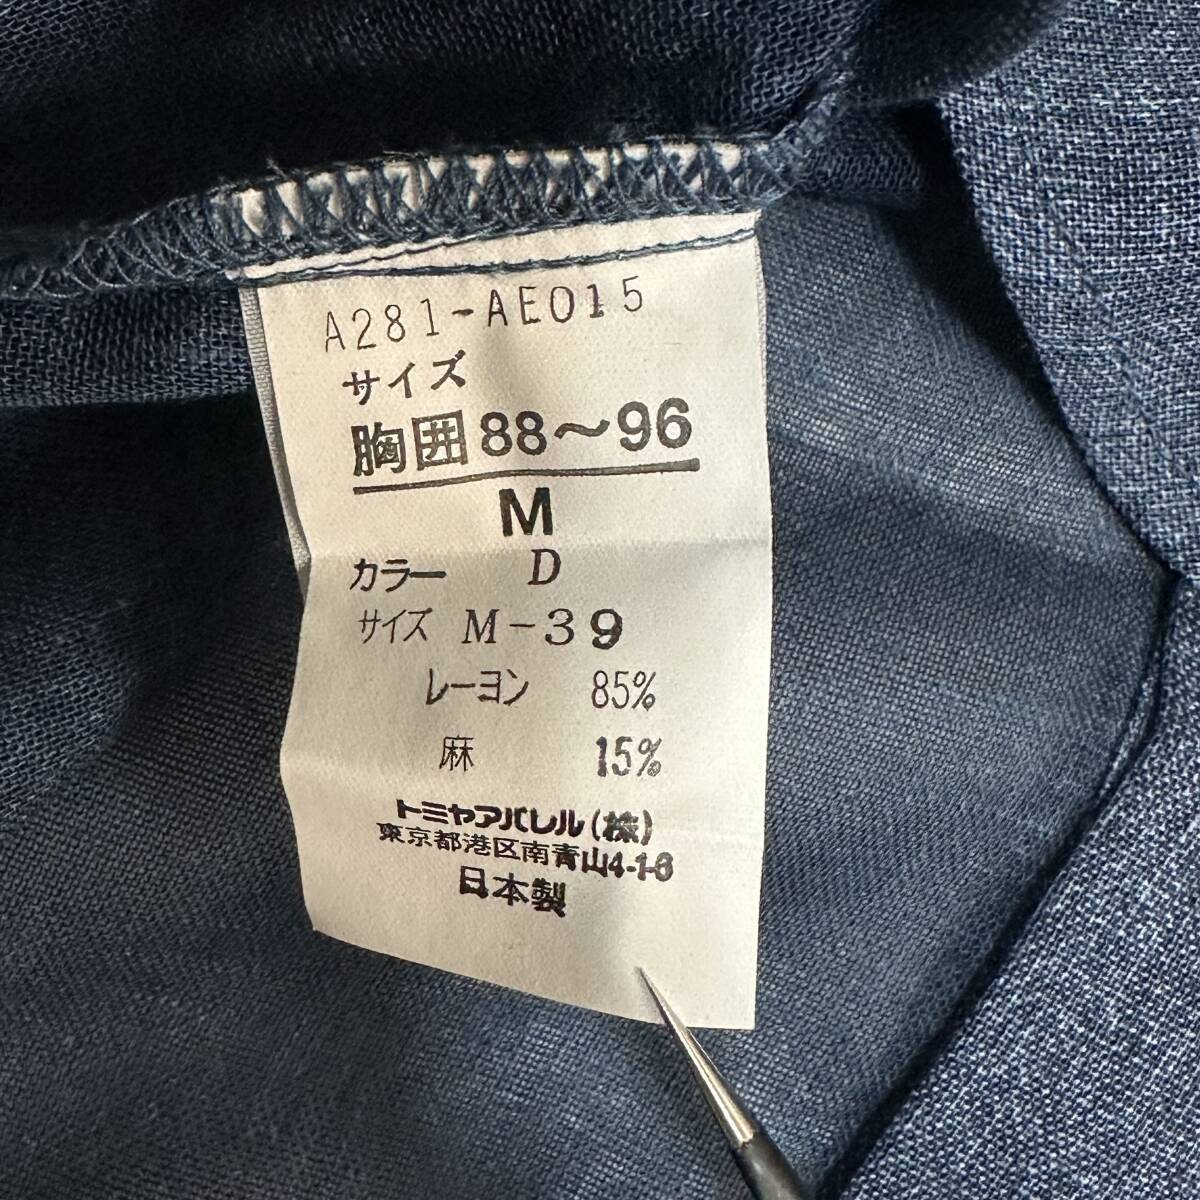 A281-AE015
サイズ
胸囲 88〜96
M
カラー D
サイズ M-39
レーヨン 85%
麻 15%
トミヤアパレル(株)
東京都港区南青山4-1-6
日本製